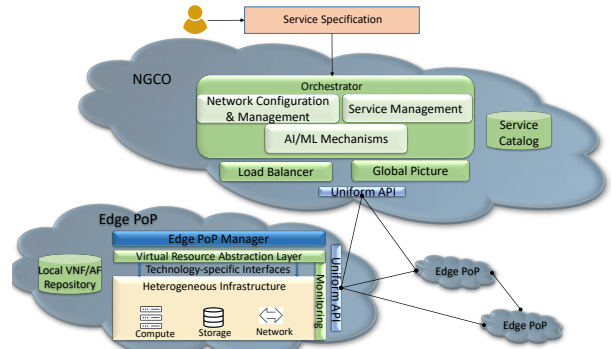 Service Specification
NGCO
Orchestrator
Network Configuration
& Management
Service Management
AI/ML Mechanisms
Service
Catalog
Load Balancer
Global Picture
Uniform API
Edge PoP
Edge PoP Manager
Virtual Resource Abstraction Layer
Technology-specific Interfaces
Local VNF/AF
Repository
Heterogeneous Infrastructure
Compute
Storage
Network
Monitoring
Uniform API
Edge PoP
Edge PoP